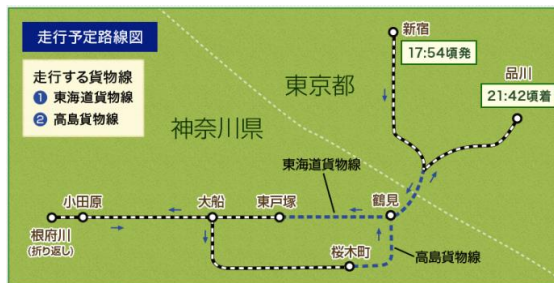 走行予定路線図
走行する貨物線
① 東海道貨物線
② 高島貨物線
新宿
17:54頃発
品川
21:42頃着
東京都
神奈川県
東海道貨物線
小田原
大船
東戸塚
鶴見
根府川
(折り返し)
桜木町
高島貨物線